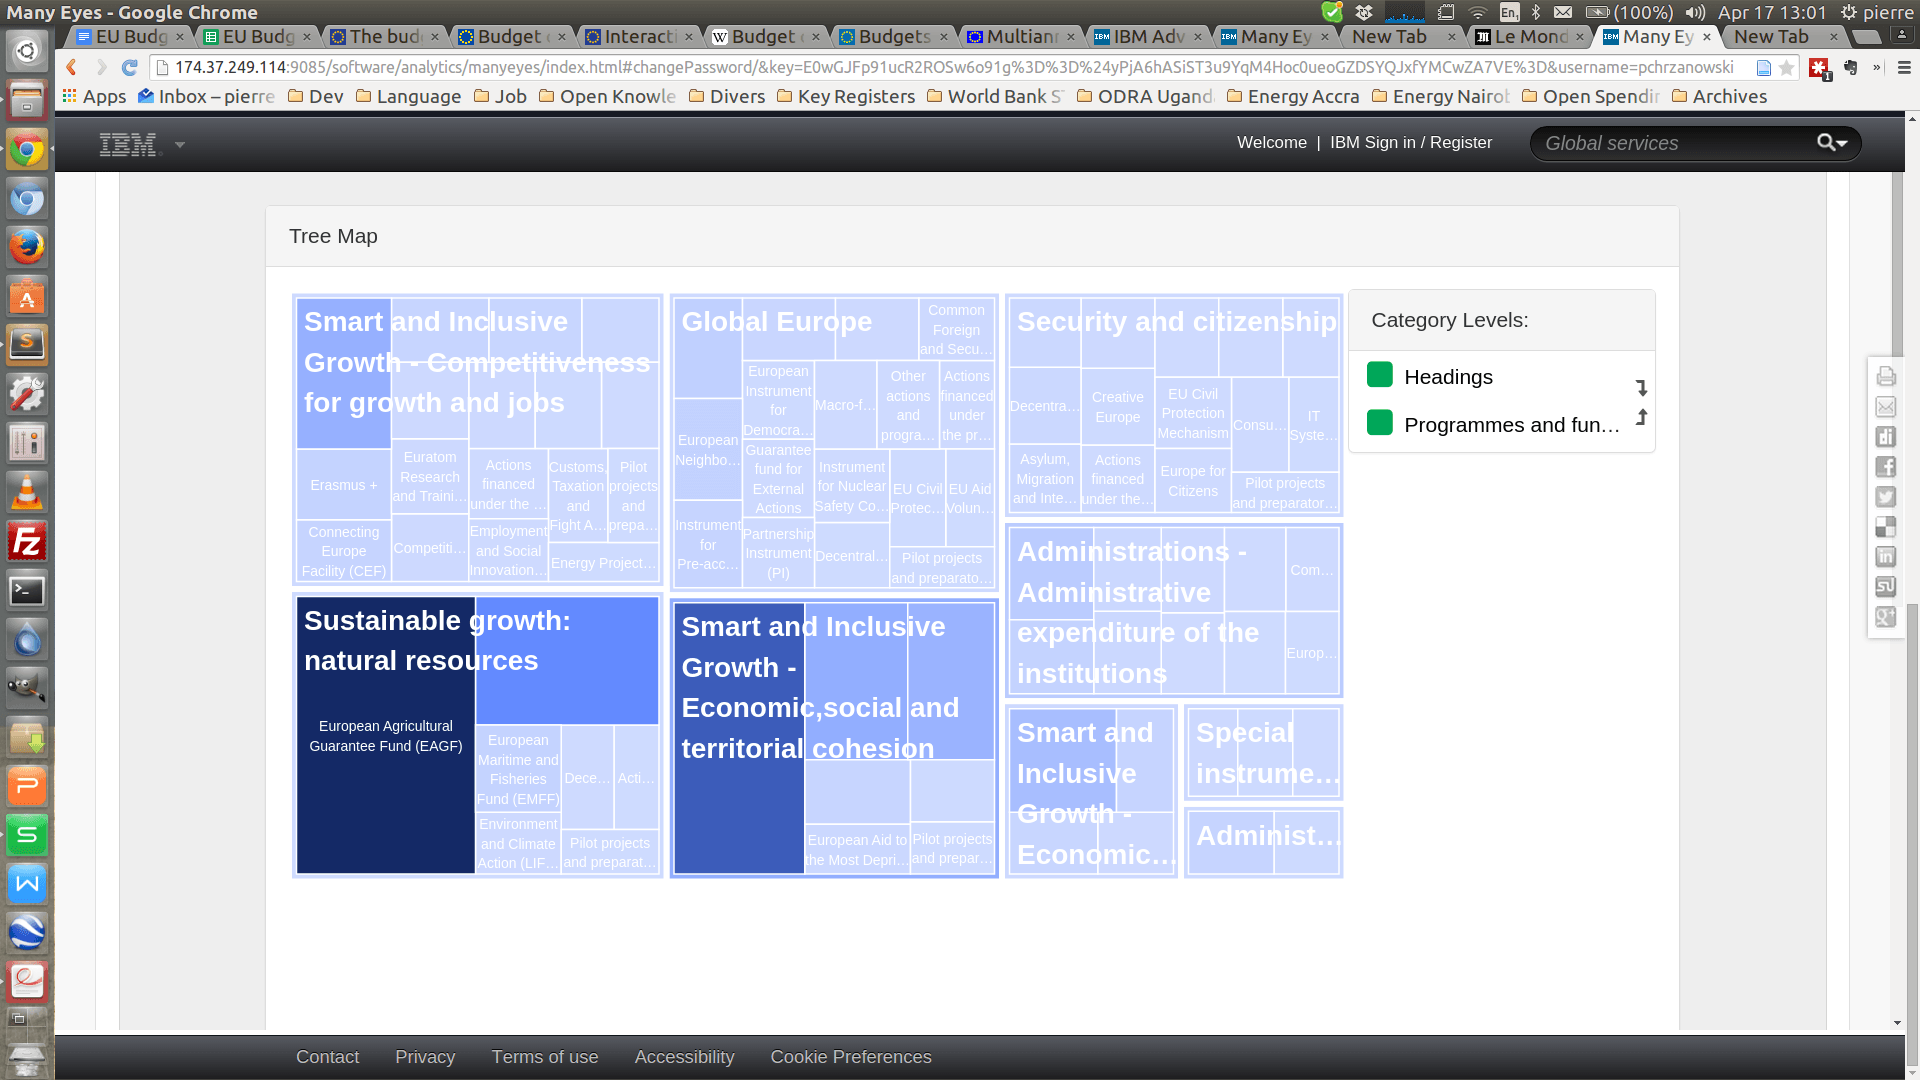 Many Eyes - Google Chrome
En
(100%)
Apr 17 13:01
pierre
EU Budg
EU Budg
The bud
Budget
Interacti
Budget
Budgets
Multiann
IBM Adv
Many Ey
New Tab
Le Mond
Many Ey
New Tab
174.37.249.114:9085/software/analytics/manyeyes/index.html#changePassword/&key=E0wGJFp91ucR2ROSw6o91g%3D%3D%24yPjA6hASiST3u9YqM4Hoc0ueoGZDSYQJxfYMCwZA7VE%3D&username=pchrzanowski
Apps
Inbox – pierre
Dev
Language
Job
Open Knowle
Divers
Key Registers
World Bank S
ODRA Ugand
Energy Accra
Energy Nairob
Open Spendin
Archives
IBM
Welcome | IBM Sign in / Register
Global services
Tree Map
Smart and Inclusive
Growth - Competitiveness
for growth and jobs
Erasmus +
Connecting
Europe
Facility (CEF)
Euratom
Research
and Traini...
Competiti...
Actions
financed
under the ...
Employment
and Social
Innovation...
Customs,
Taxation
and
Fight A...
Pilot
projects
and
prepa...
Energy Project...
Global Europe
Common
Foreign
and Secu...
European
Neighbo...
Instrument
for
Pre-acc...
European
Instrument
for
Democra...
Guarantee
fund for
External
Actions
Partnership
Instrument
(PI)
Macro-f...
Other
actions
and
progra...
Actions
financed
under
the pr...
Instrument
for Nuclear
Safety Co...
Decentral...
EU Civil
Protec...
EU Aid
Volun...
Pilot projects
and preparato...
Security and citizenship
Decentra...
Asylum,
Migration
and Inte...
Creative
Europe
Actions
financed
under the...
EU Civil
Protection
Mechanism
Europe for
Citizens
Consu...
IT
Syste...
Pilot projects
and preparator...
Category Levels:
Headings
Programmes and fun...
Administrations -
Administrative
expenditure of the
institutions
Com...
Europ...
Sustainable growth:
natural resources
European Agricultural
Guarantee Fund (EAGF)
European
Maritime and
Fisheries
Fund (EMFF)
Environment
and Climate
Action (LIF...
Dece...
Acti...
Pilot projects
and preparat...
Smart and Inclusive
Growth -
Economic,social and
territorial cohesion
European Aid to
the Most Depri...
Pilot projects
and prepar...
Smart and
Inclusive
Growth -
Economic...
Special
instrume...
Administ...
Contact
Privacy
Terms of use
Accessibility
Cookie Preferences